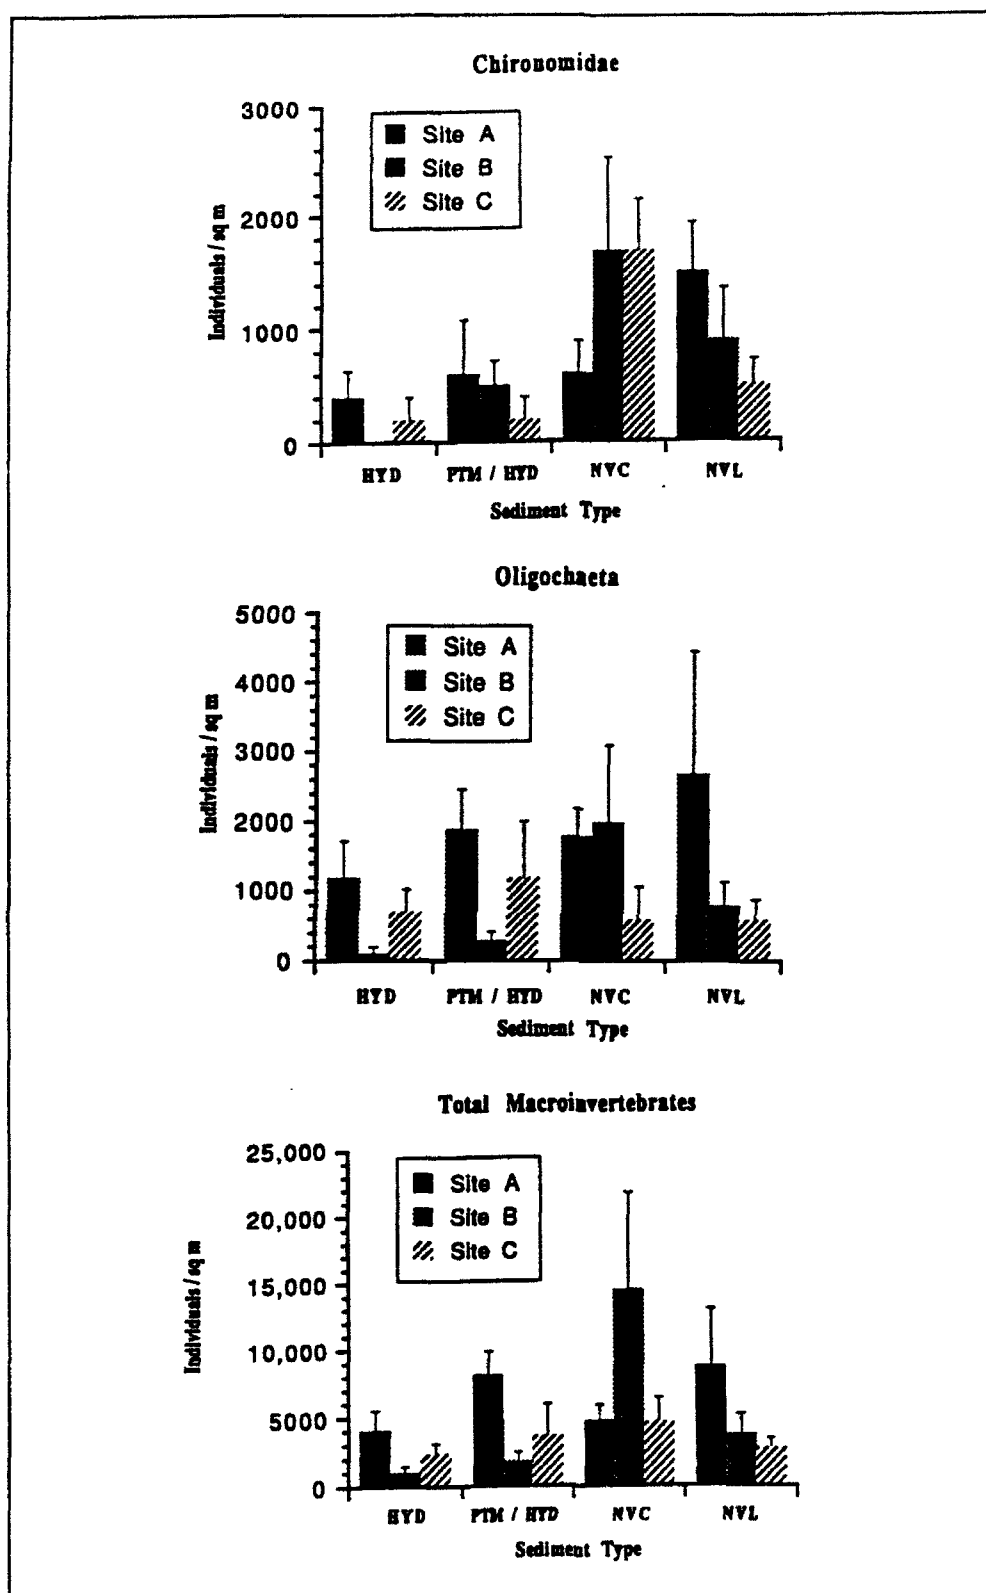 Chironomidae
3000
2000
1000
0
Individuals / sq m
Site A
Site B
Site C
HYD
PTM / HYD
NVC
NVL
Sediment Type
Oligochaeta
5000
4000
3000
2000
1000
0
Individuals / sq m
Site A
Site B
Site C
HYD
PTM / HYD
NVC
NVL
Sediment Type
Total Macroinvertebrates
25,000
20,000
15,000
10,000
5000
0
Individuals / sq m
Site A
Site B
Site C
HYD
PTM / HYD
NVC
NVL
Sediment Type